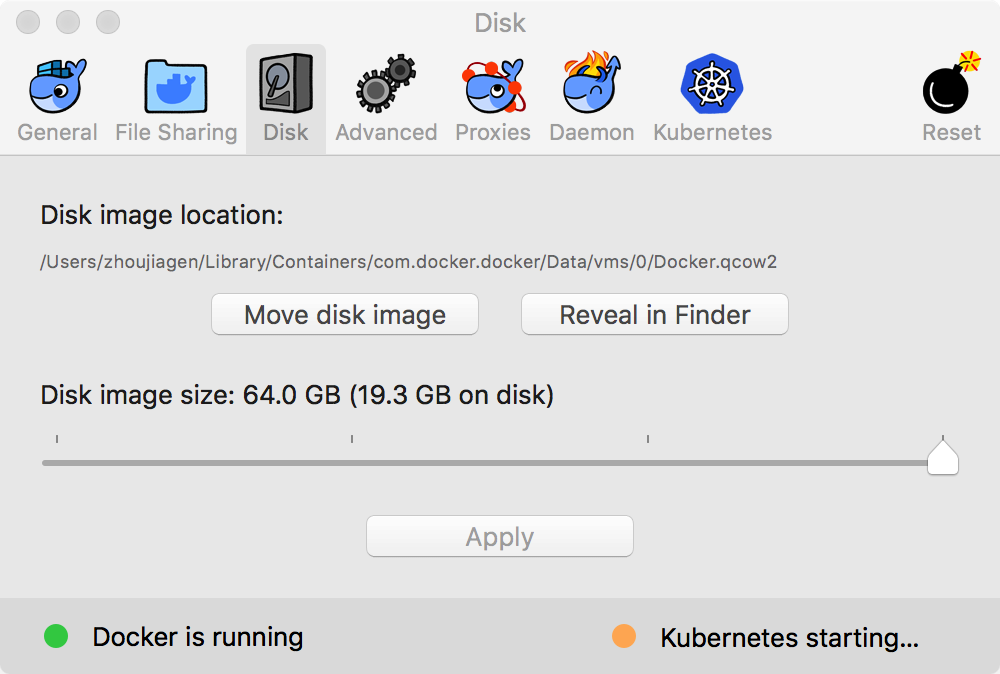 Disk
General File Sharing Disk Advanced Proxies Daemon Kubernetes Reset
Disk image location:
/Users/zhoujiagen/Library/Containers/com.docker.docker/Data/vms/0/Docker.qcow2
Move disk image Reveal in Finder
Disk image size: 64.0 GB (19.3 GB on disk)
Apply
Docker is running Kubernetes starting...